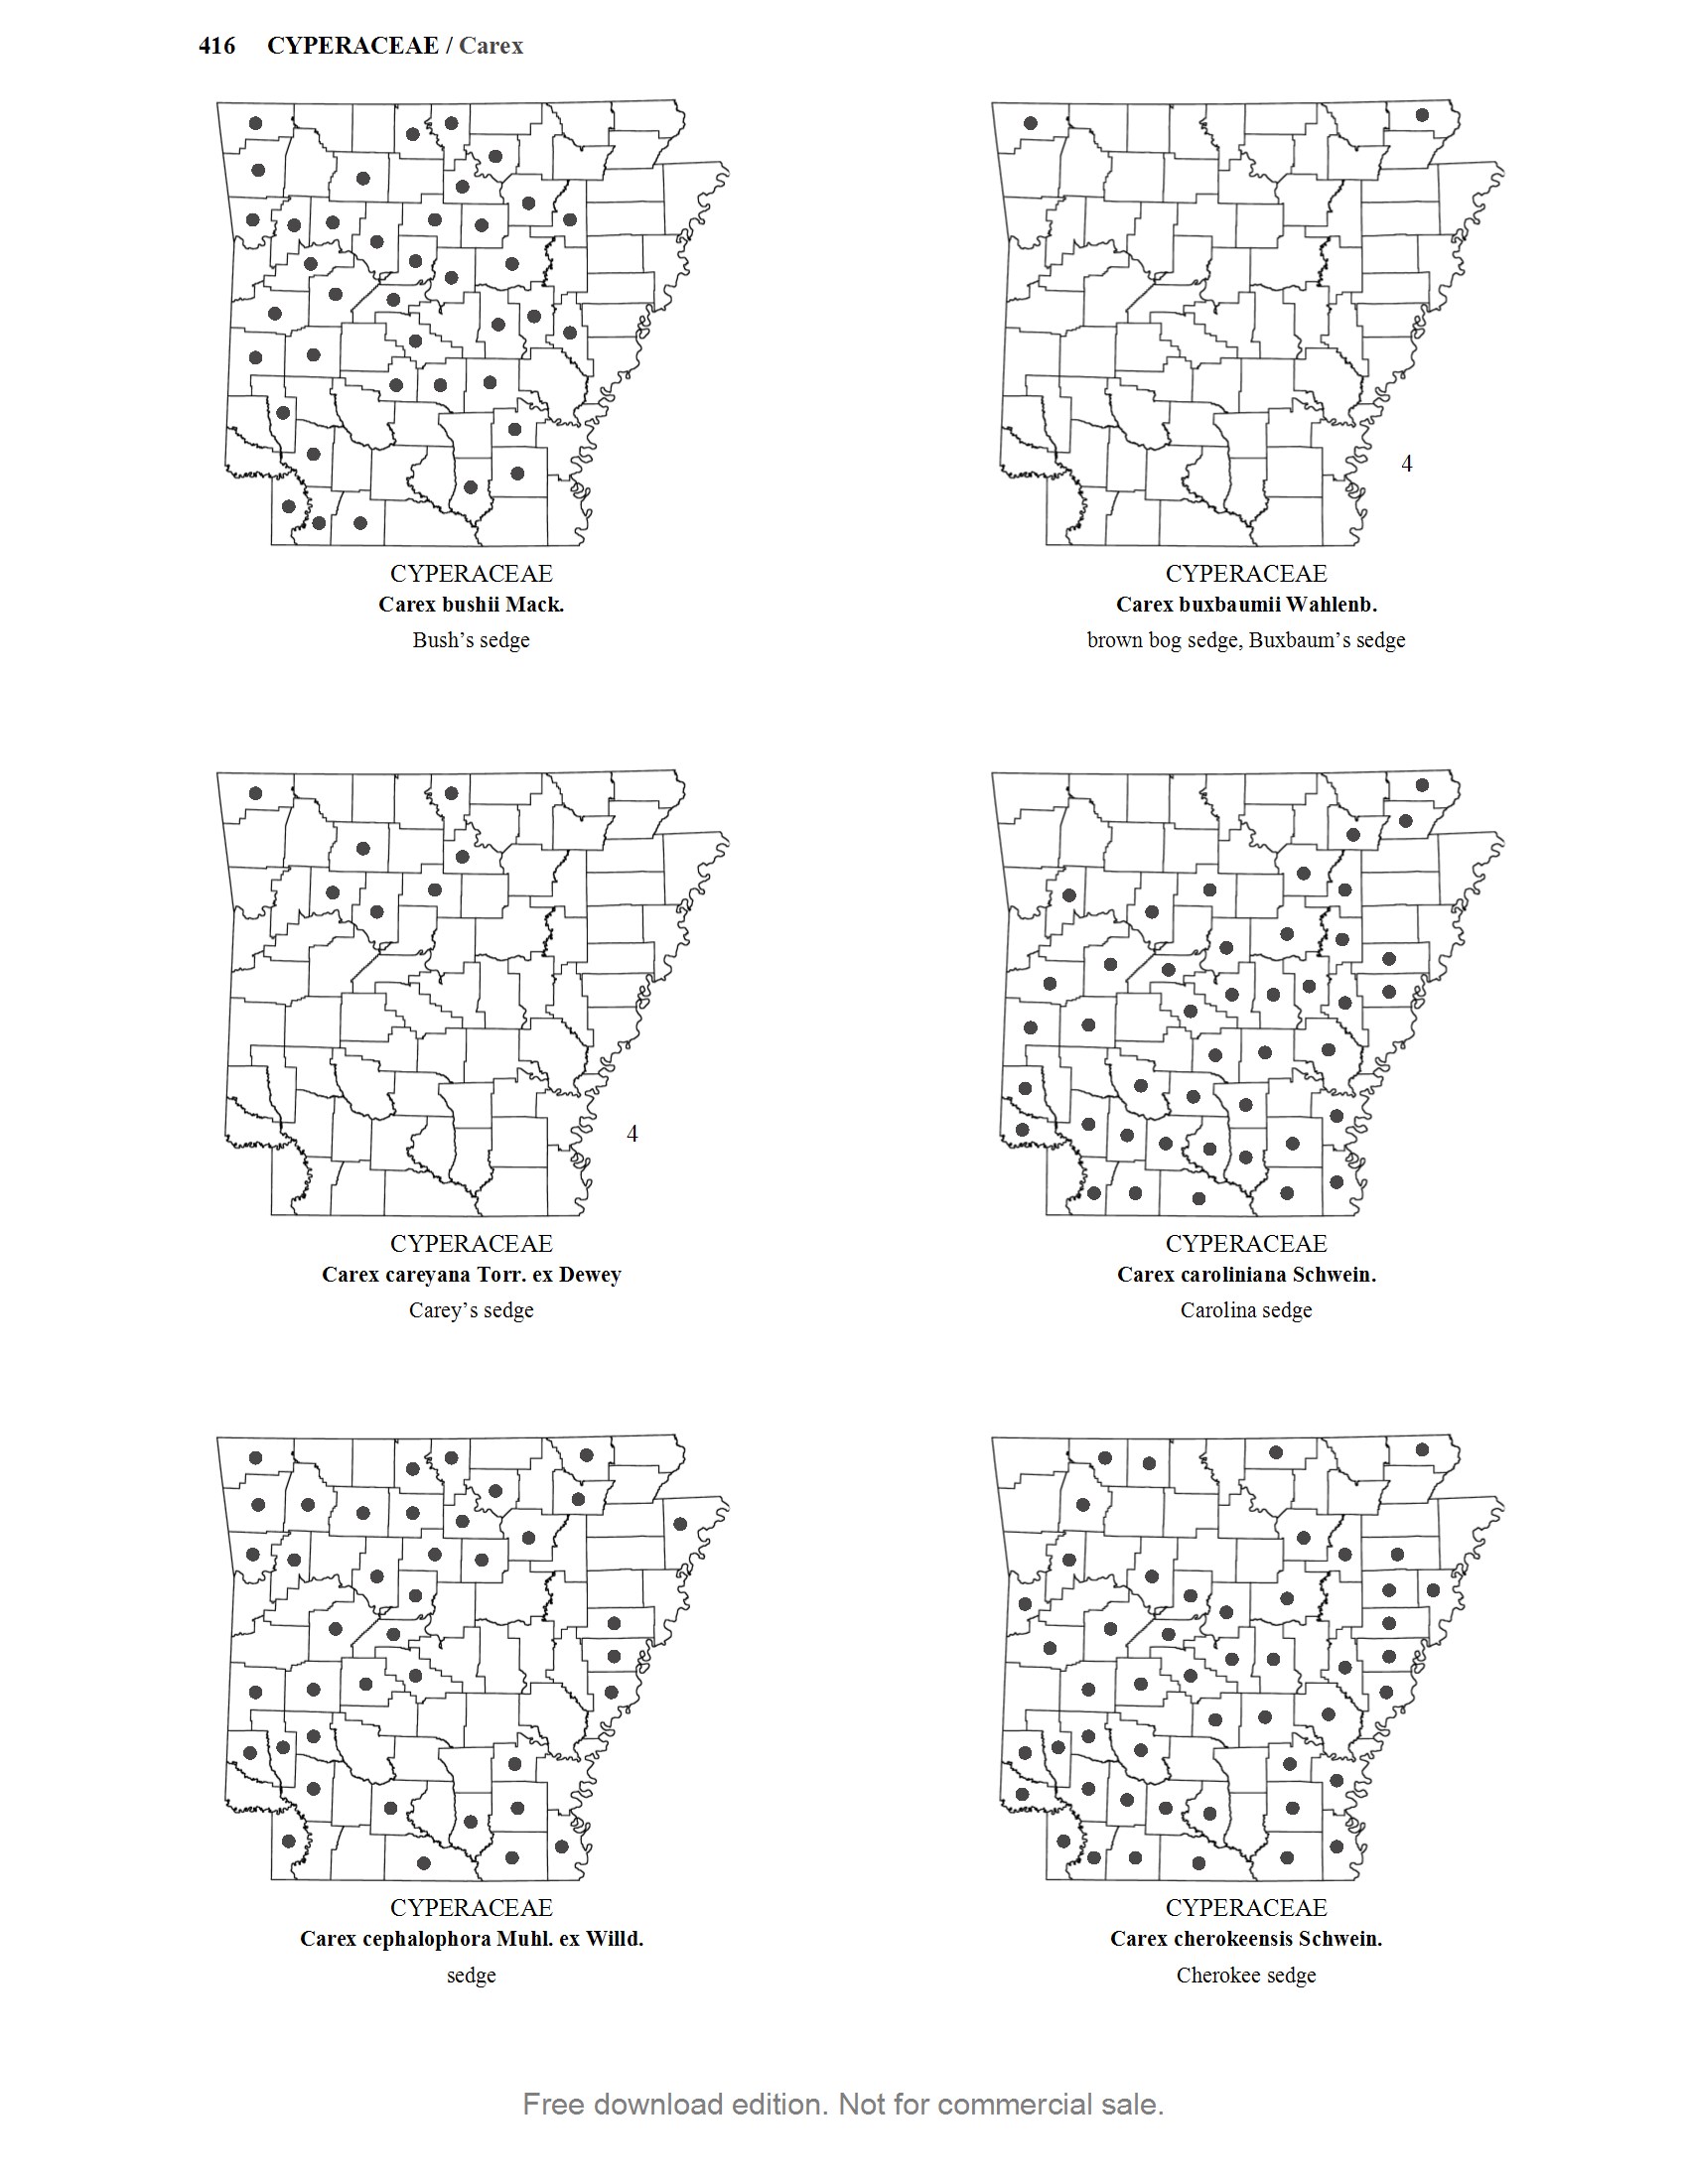 416 CYPERACEAE / Carex
CYPERACEAE
Carex bushii Mack.
Bush’s sedge
4
CYPERACEAE
Carex buxbaumii Wahlenb.
brown bog sedge, Buxbaum’s sedge
4
CYPERACEAE
Carex careyana Torr. ex Dewey
Carey’s sedge
CYPERACEAE
Carex caroliniana Schwein.
Carolina sedge
CYPERACEAE
Carex cephalophora Muhl. ex Willd.
sedge
CYPERACEAE
Carex cherokeensis Schwein.
Cherokee sedge
Free download edition. Not for commercial sale.